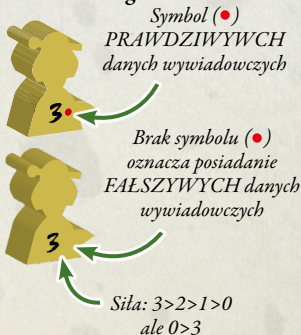 Symbol (●)
PRAWDZIWYWCH
danych wywiadowczych
3●
Brak symbolu (●)
oznacza posiadanie
FAŁSZYWYCH danych
wywiadowczych
3
Siła: 3>2>1>0
ale 0>3